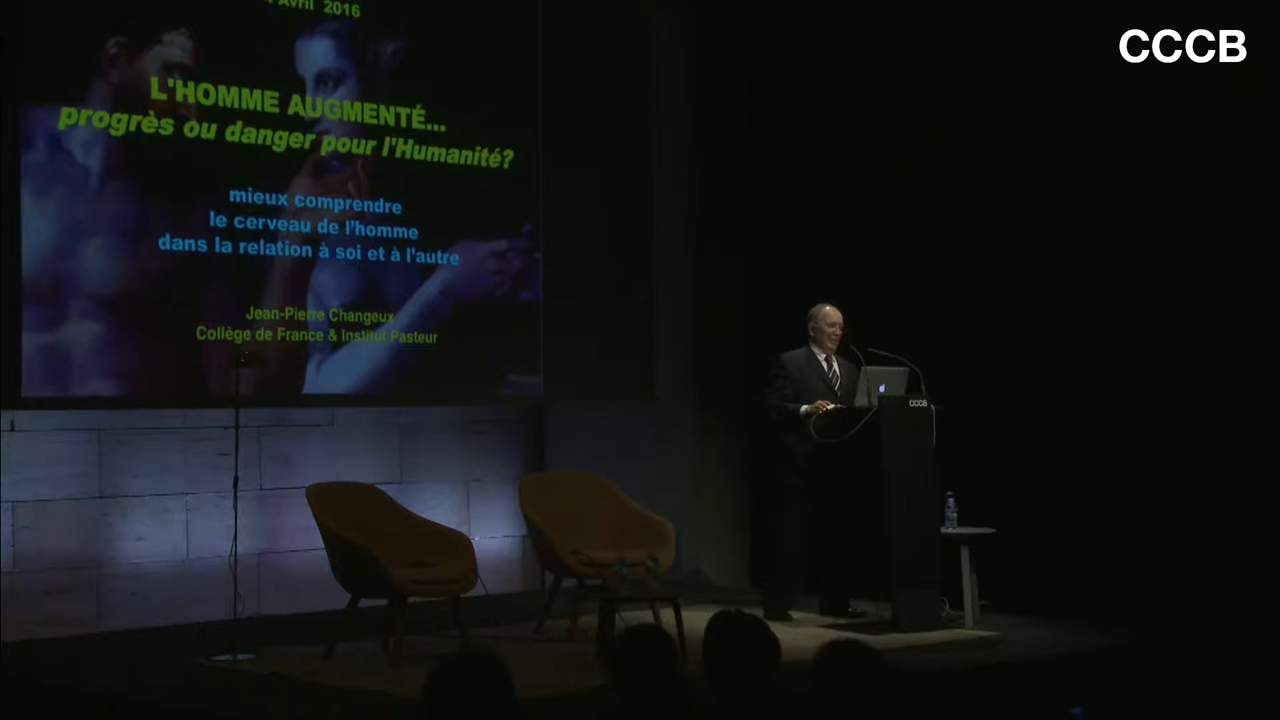 Avril 2016
CCCB
L'HOMME AUGMENTÉ...
progrès ou danger pour l'Humanité?
mieux comprendre
le cerveau de l'homme
dans la relation à soi et à l'autre
Jean-Pierre Changeux
Collège de France & Institut Pasteur
CCCB